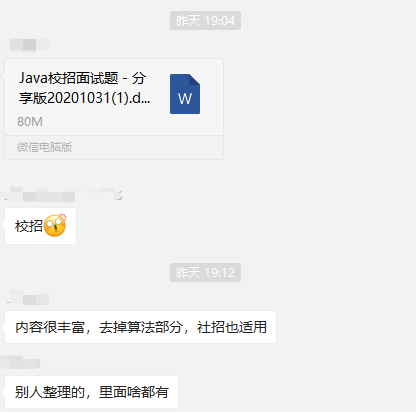 昨天 19:04
Java校招面试题 - 分
享版20201031(1).d...
W
80M
微信电脑版
校招
昨天 19:12
内容很丰富，去掉算法部分，社招也适用
别人整理的，里面啥都有